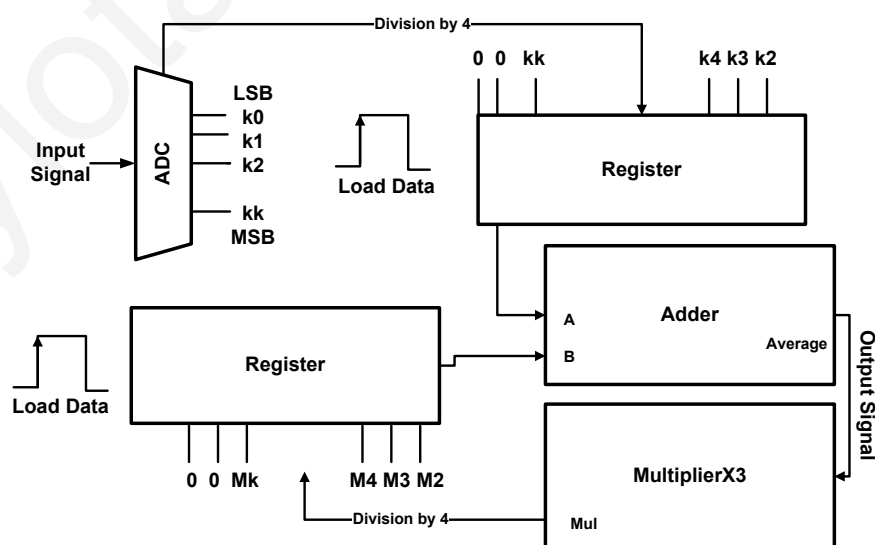 Division by 4
0 0 kk k4 k3 k2
LSB
k0
k1
k2
kk
MSB
Input
Signal
ADC
Load Data
Register
Adder
A
B
Average
Output Signal
Register
Load Data
0 0 Mk M4 M3 M2
Division by 4
MultiplierX3
Mul